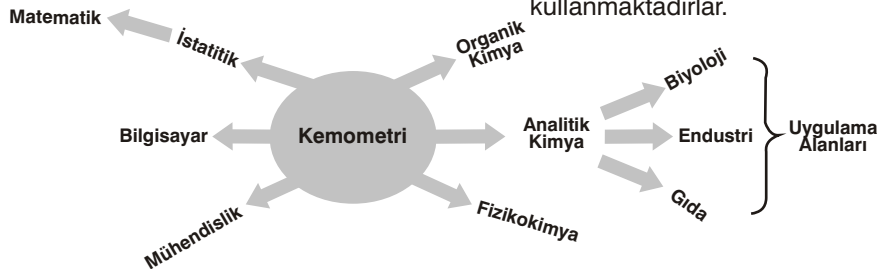 kullanmaktadırlar.
Matematik
İstatitik
Organik
Kimya
Biyoloji
Bilgisayar
Kemometri
Analitik
Kimya
Endustri
Uygulama
Alanları
Mühendislik
Fizikokimya
Gıda